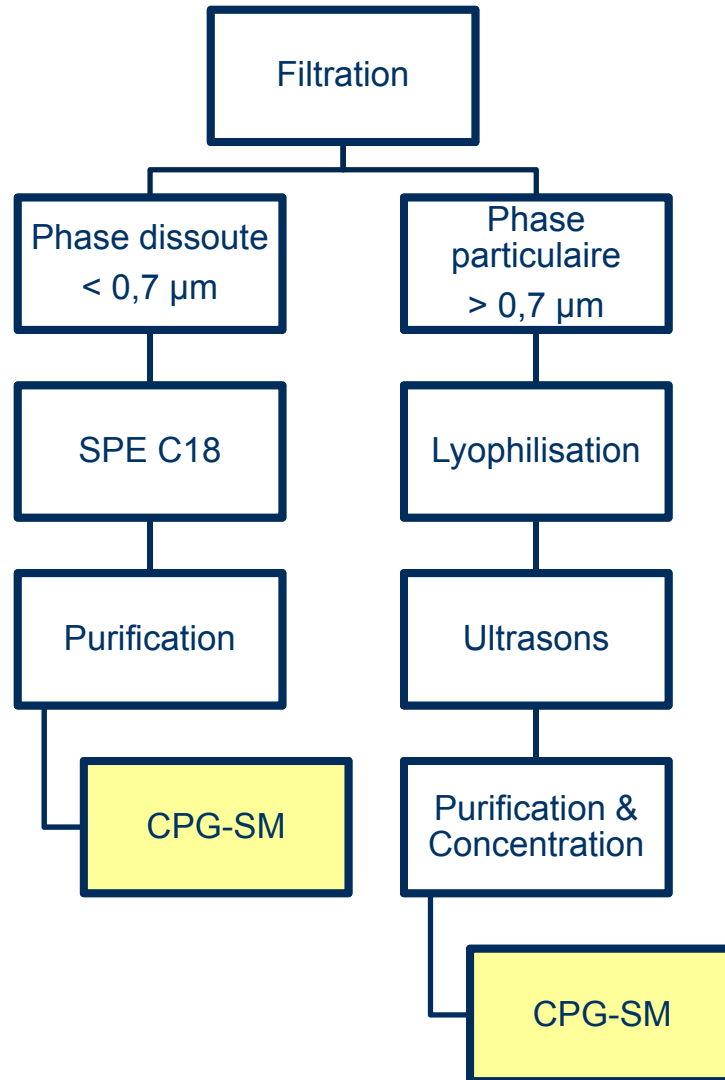 Filtration
Phase dissoute
< 0,7 µm
Phase
particulaire
> 0,7 µm
SPE C18
Lyophilisation
Purification
Ultrasons
CPG-SM
Purification &
Concentration
CPG-SM